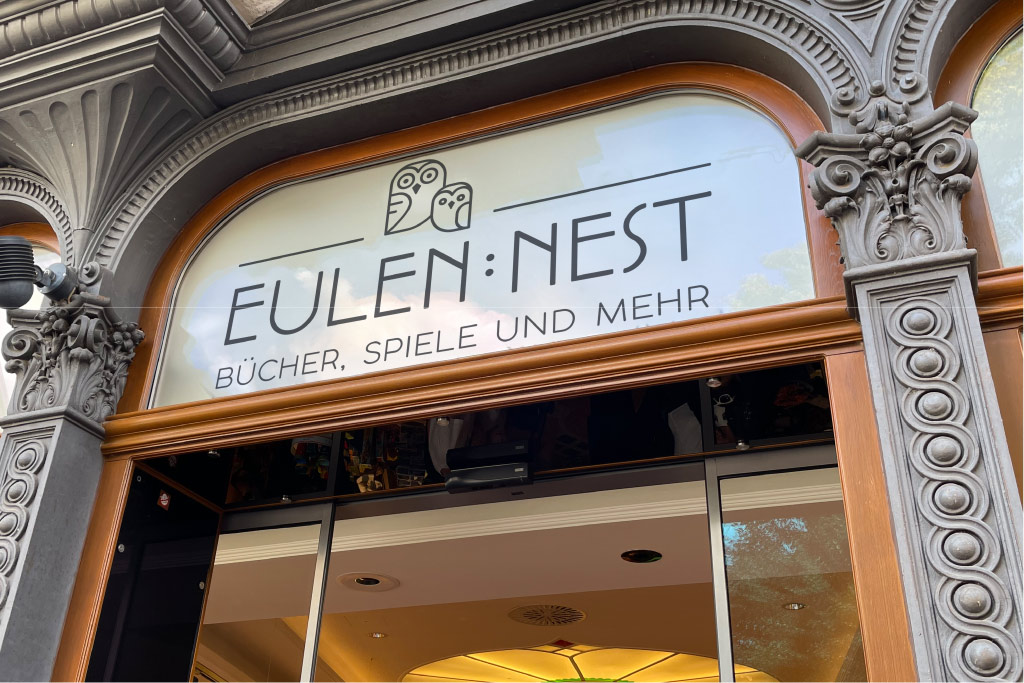 EULEN:NEST
BÜCHER, SPIELE UND MEHR